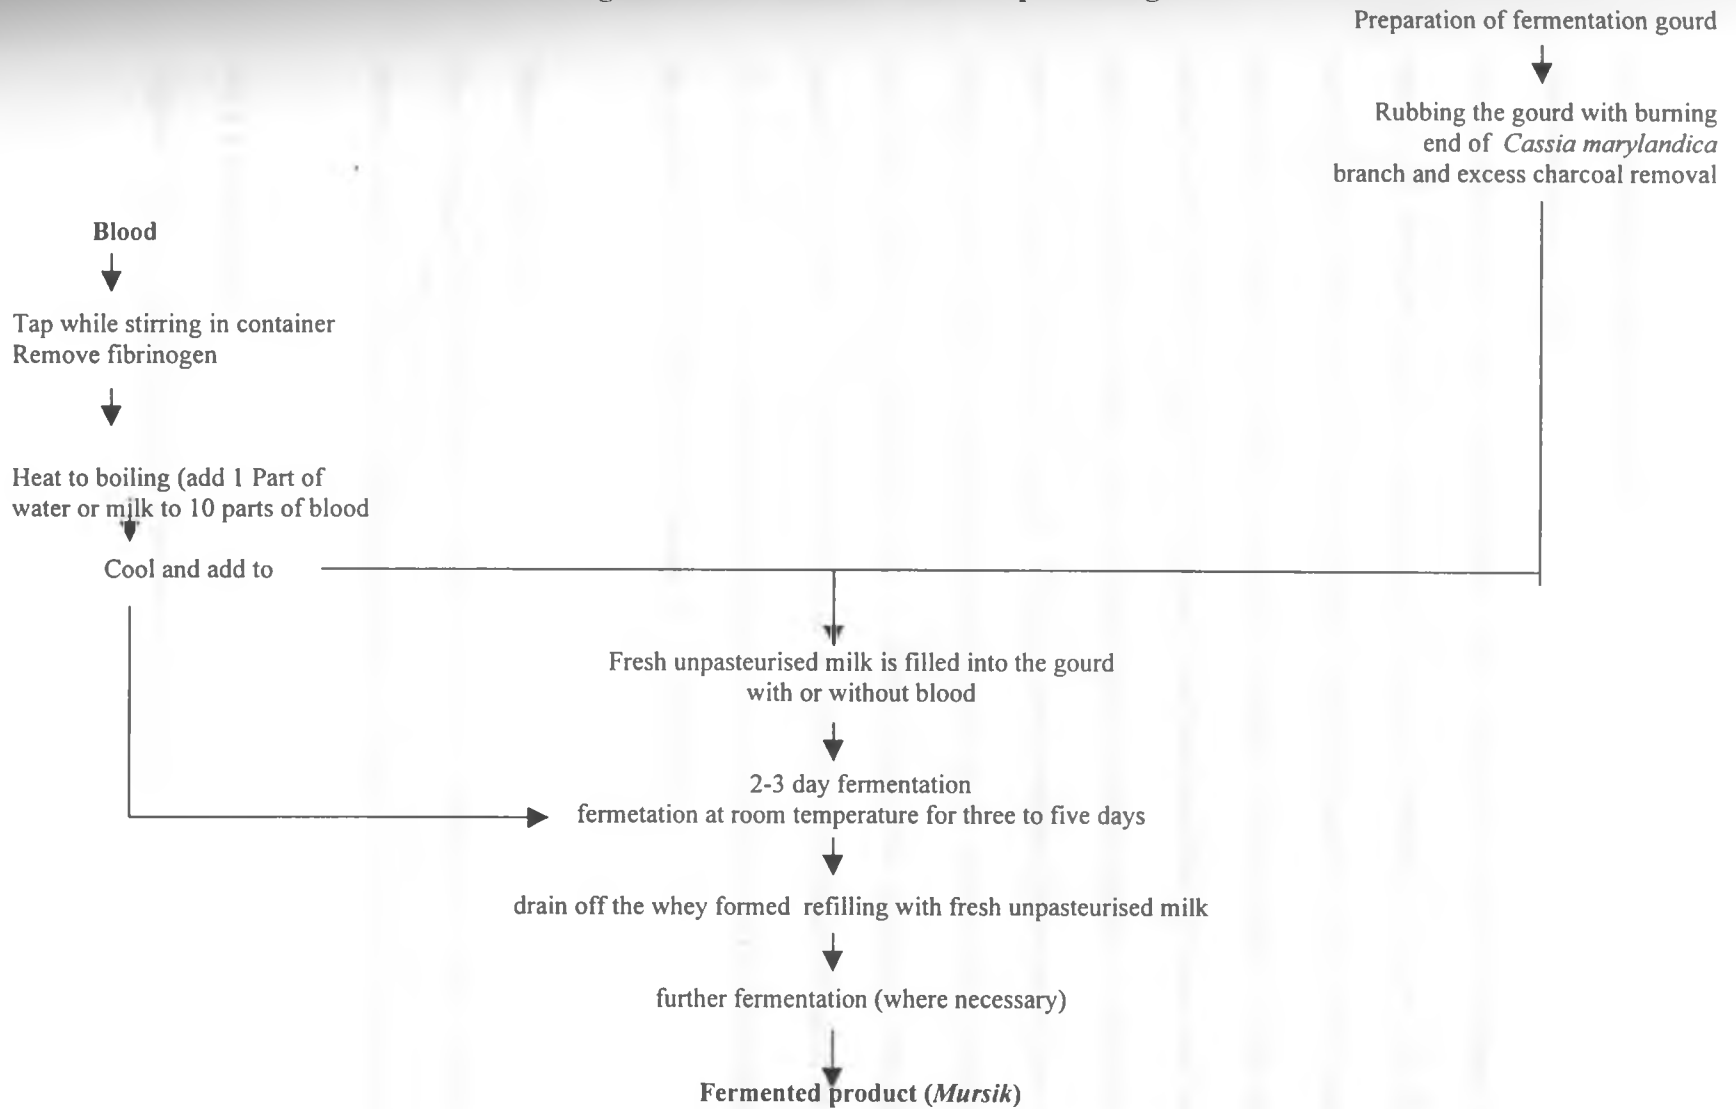 Preparation of fermentation gourd
Rubbing the gourd with burning
end of Cassia marylandica
branch and excess charcoal removal
Blood
Tap while stirring in container
Remove fibrinogen
Heat to boiling (add 1 Part of
water or milk to 10 parts of blood
Cool and add to
Fresh unpasteurised milk is filled into the gourd
with or without blood
2-3 day fermentation
fermetation at room temperature for three to five days
drain off the whey formed refilling with fresh unpasteurised milk
further fermentation (where necessary)
Fermented product (Mursik)